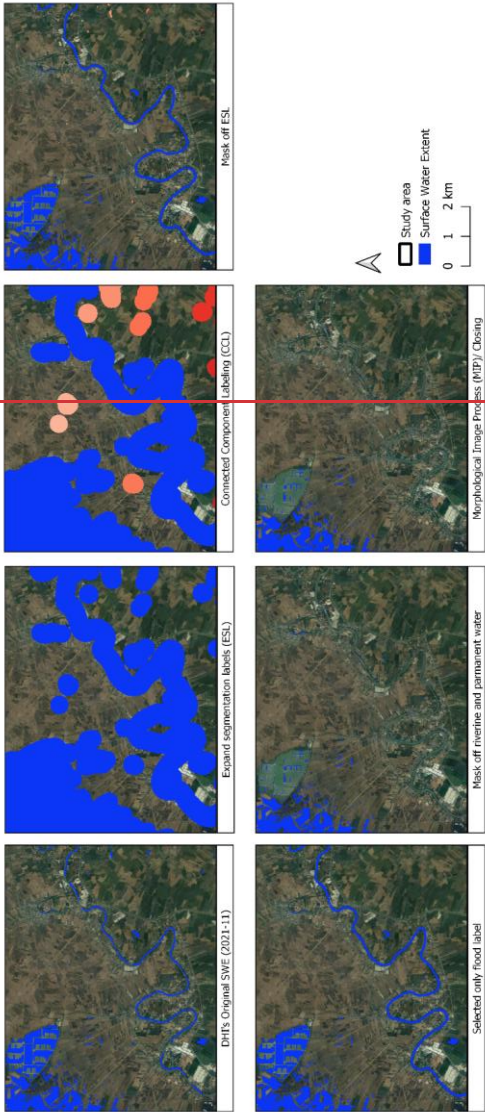 DHI's Original SWE (2021-11)
Expand segmentation labels (ESL)
Connected Component Labeling (CCL)
Mask off ESL
Selected only flood label
Mask off riverine and parmanent water
Morphological Image Process (MIP)/ Closing
Study area
Surface Water Extent
0 1 2 km